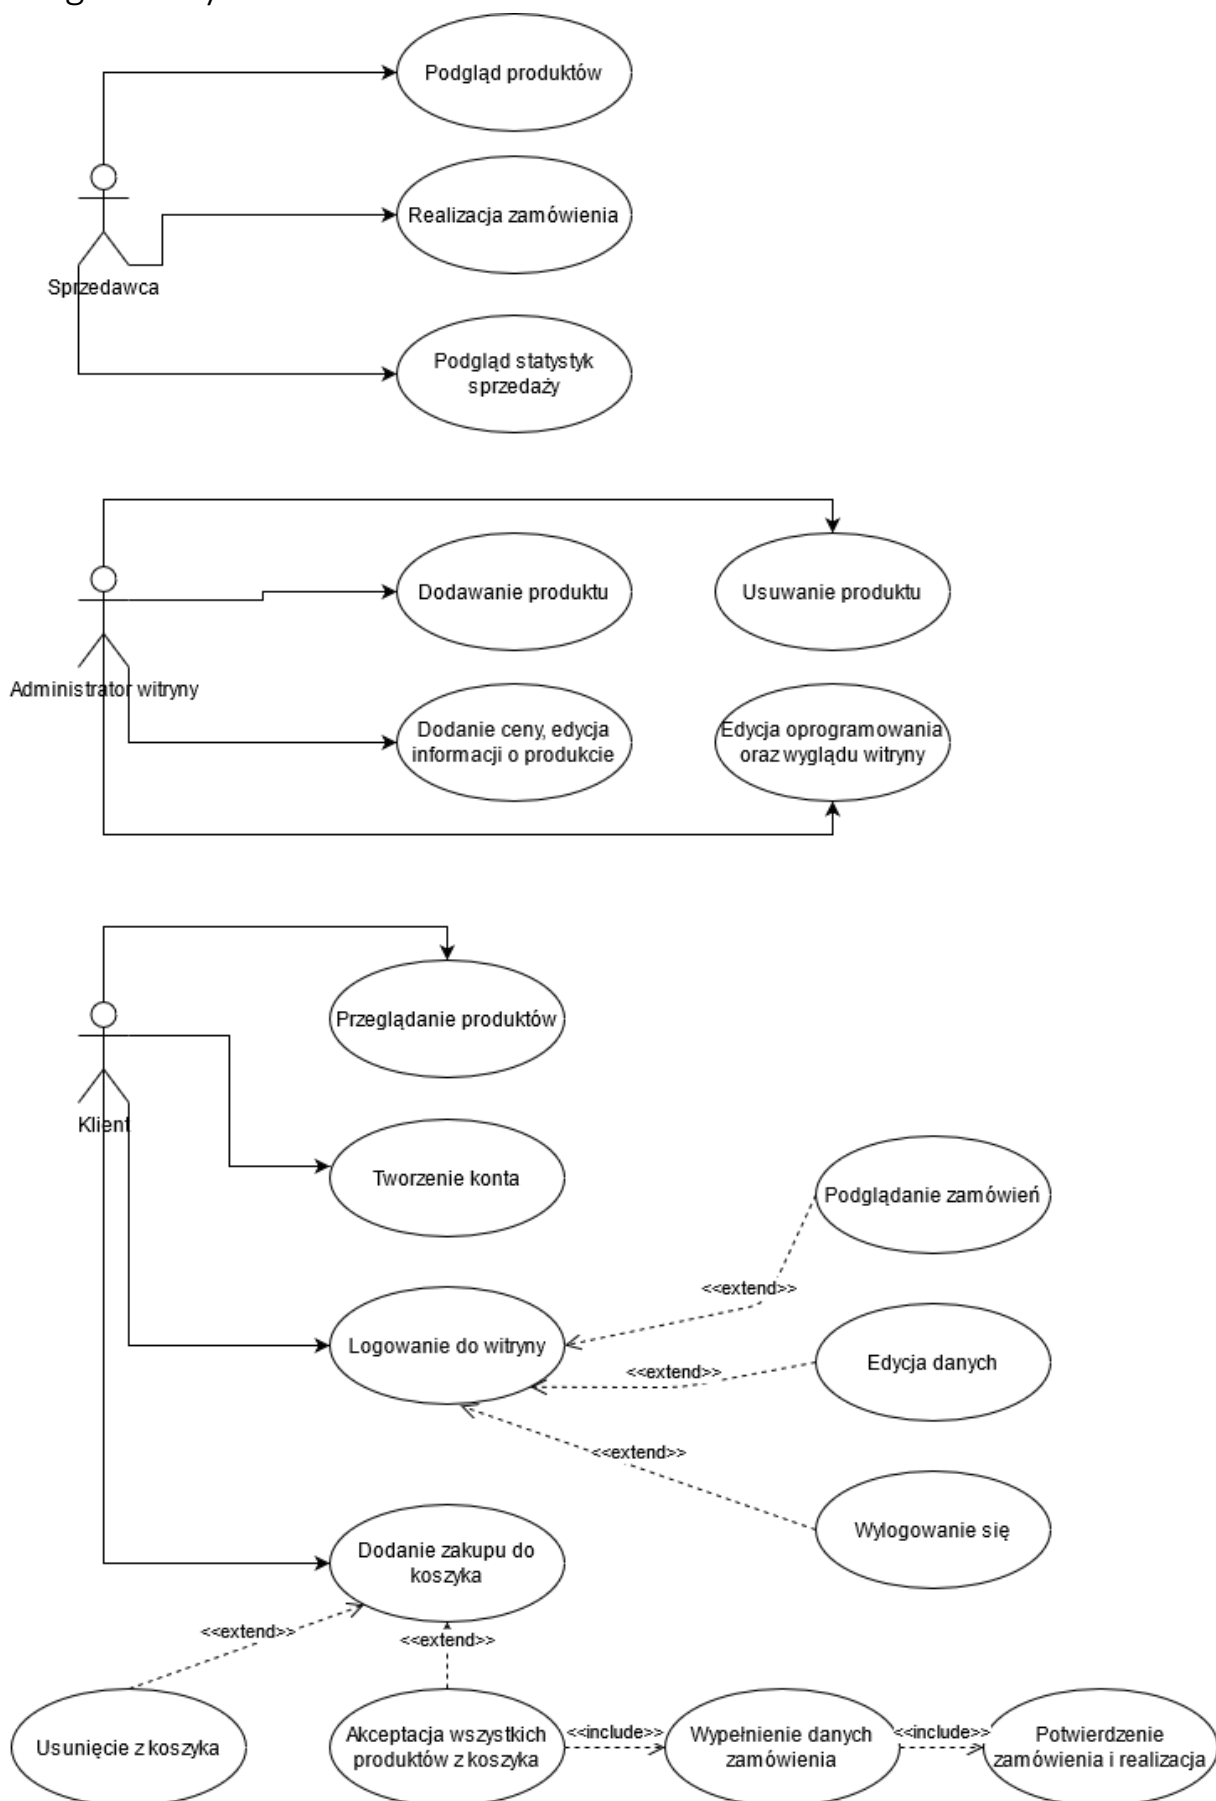 Podgląd produktów
Realizacja zamówienia
Sprzedawca
Podgląd statystyk
sprzedaży
Dodawanie produktu
Usuwanie produktu
Administrator witryny
Dodanie ceny, edycja
informacji o produkcie
Edycja oprogramowania
oraz wyglądu witryny
Przeglądanie produktów
Klient
Tworzenie konta
Podglądanie zamówień
<<extend>>
Logowanie do witryny
Edycja danych
<<extend>>
<<extend>>
Wylogowanie się
Dodanie zakupu do
koszyka
<<extend>>
<<extend>>
Usunięcie z koszyka
Akceptacja wszystkich
produktów z koszyka
<<include>>
Wypełnienie danych
zamówienia
<<include>>
Potwierdzenie
zamówienia i realizacja